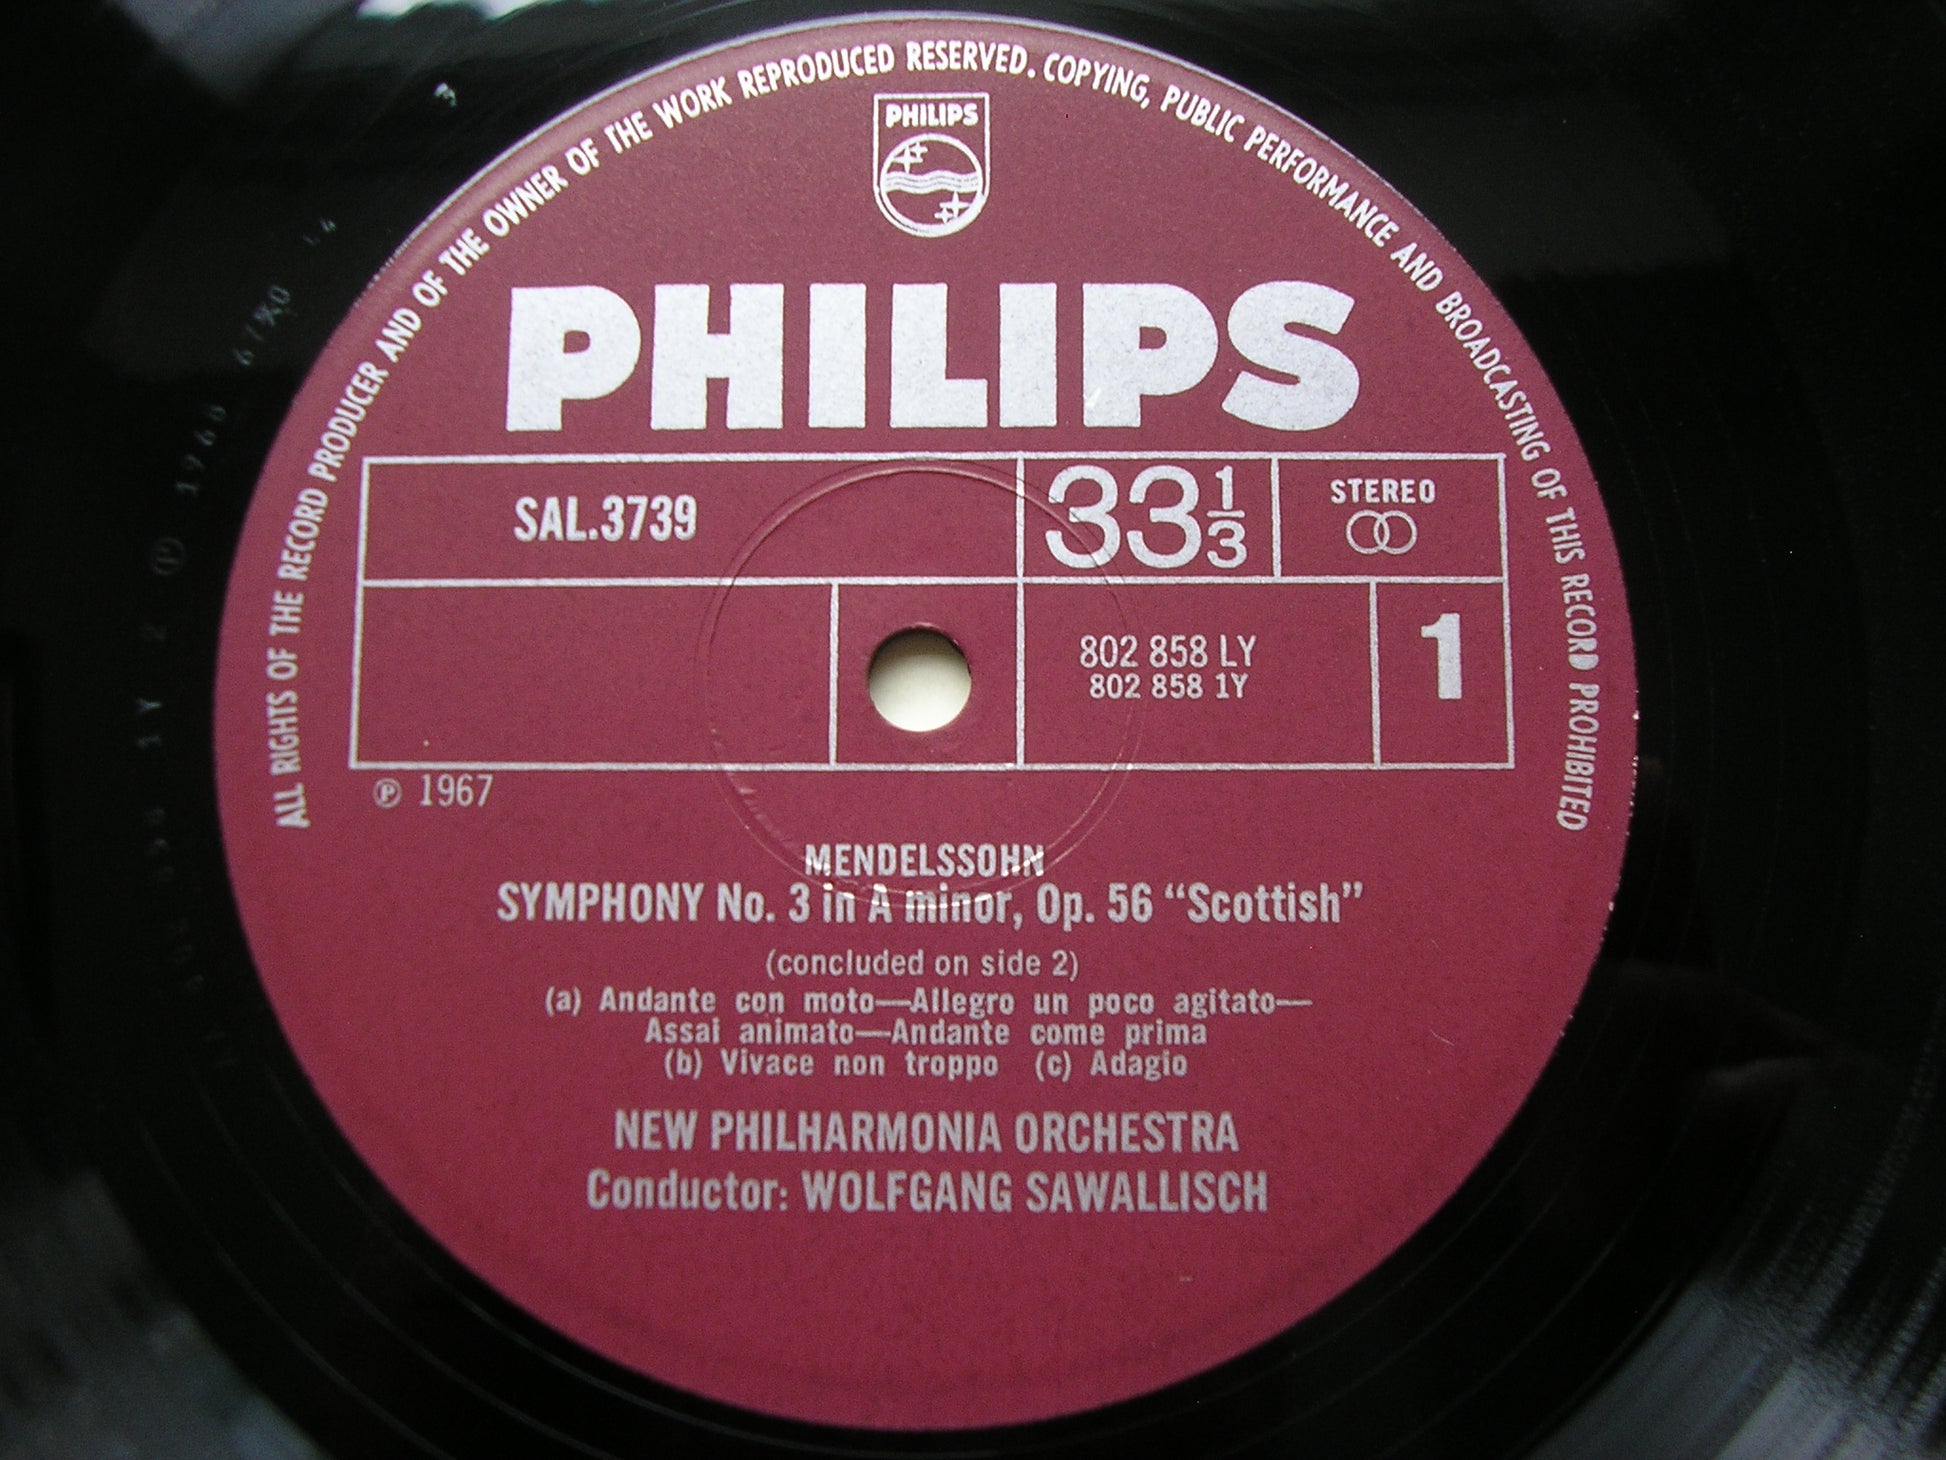 ALL RIGHTS OF THE RECORD PRODUCER AND OF THE OWNER OF THE WORK REPRODUCED RESERVED. COPYING, PUBLIC PERFORMANCE AND BROADCASTING OF THIS RECORD PROHIBITED
PHILIPS
PHILIPS
SAL.3739
33 1/3
STEREO
802 858 LY
802 858 1Y
1
℗ 1967
MENDELSSOHN
SYMPHONY No. 3 in A minor, Op. 56 “Scottish”
(concluded on side 2)
(a) Andante con moto—Allegro un poco agitato—
Assai animato—Andante come prima
(b) Vivace non troppo (c) Adagio
NEW PHILHARMONIA ORCHESTRA
Conductor: WOLFGANG SAWALLISCH